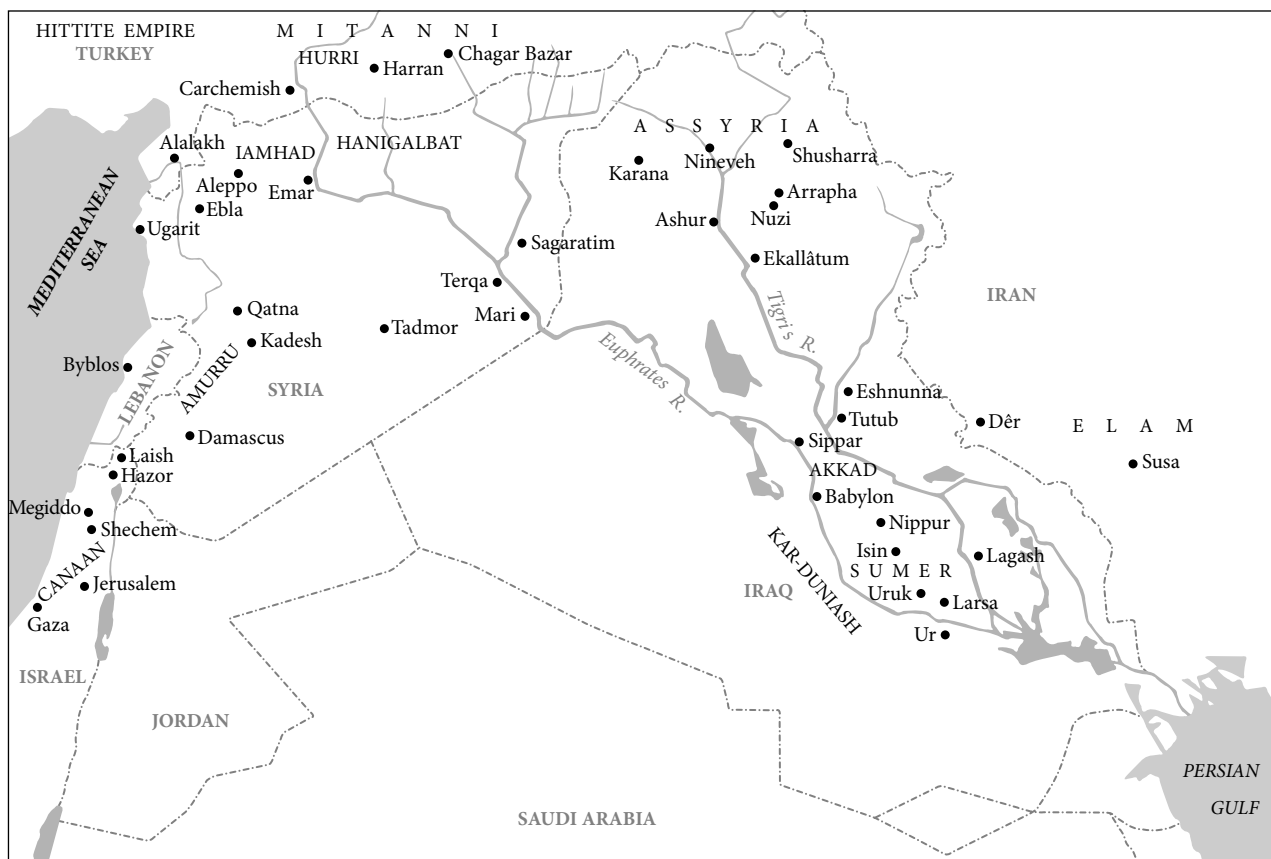 HITTITE EMPIRE
M I T A N N I
TURKEY
HURRI
Harran
Chagar Bazar
Carchemish
A S S Y R I A
Alalakh
IAMHAD
HANIGALBAT
Nineveh
Shusharra
Karana
Aleppo
Emar
Arrapha
Ebla
Nuzi
Ugarit
Ashur
MEDITERRANEAN
SEA
Sagaratim
Ekallâtum
Terqa
IRAN
Qatna
Mari
Tigris R.
Tadmor
Kadesh
Euphrates R.
Byblos
LEBANON
AMURRU
SYRIA
Eshnunna
Tutub
Dêr
E L A M
Damascus
Sippar
Laish
Susa
Hazor
AKKAD
Babylon
Megiddo
Nippur
Shechem
Isin
Lagash
CANAAN
KAR-DUNIASH
S U M E R
Jerusalem
IRAQ
Uruk
Larsa
Gaza
Ur
ISRAEL
JORDAN
PERSIAN
GULF
SAUDI ARABIA